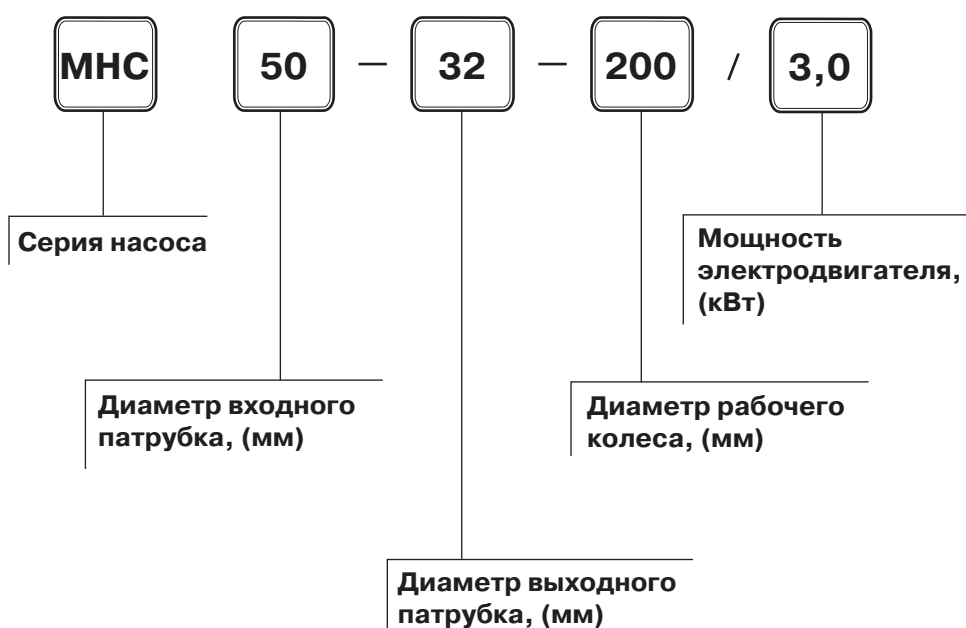 МНС 50 — 32 — 200 / 3,0
Серия насоса
Мощность
электродвигателя,
(кВт)
Диаметр входного
патрубка, (мм)
Диаметр рабочего
колеса, (мм)
Диаметр выходного
патрубка, (мм)